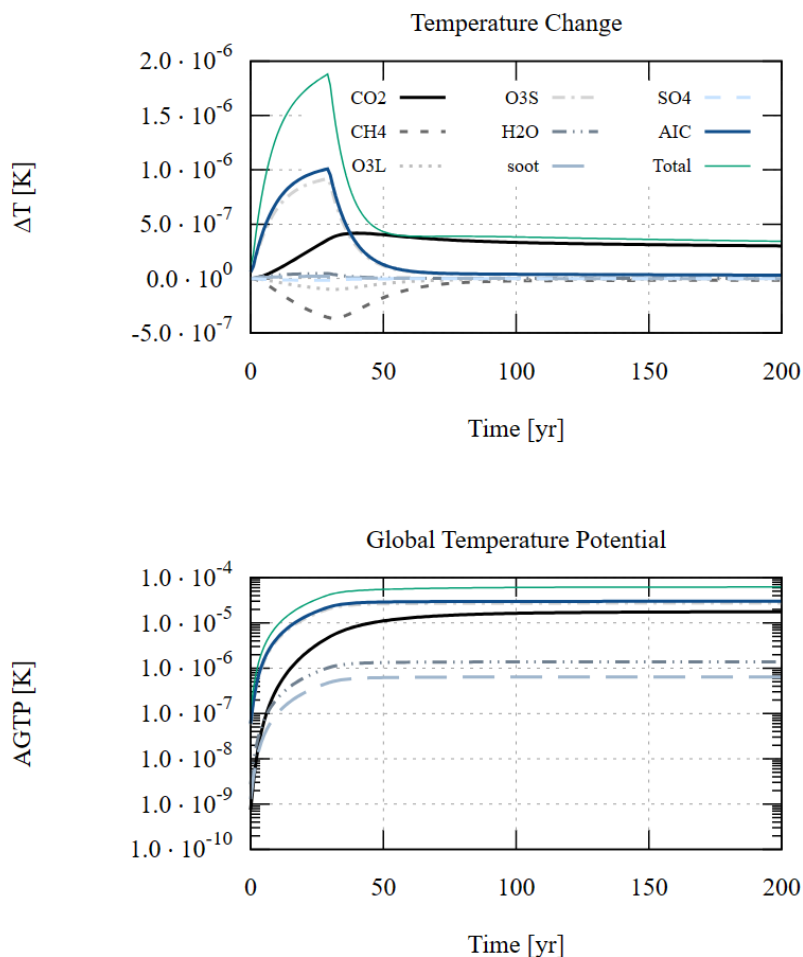 Temperature Change
2.0 · 10⁻⁶
1.5 · 10⁻⁶
1.0 · 10⁻⁶
5.0 · 10⁻⁷
0.0 · 10⁰
-5.0 · 10⁻⁷
ΔT [K]
CO2 O3S SO4
CH4 H2O AIC
O3L soot Total
0 50 100 150 200
Time [yr]
Global Temperature Potential
1.0 · 10⁻⁴
1.0 · 10⁻⁵
1.0 · 10⁻⁶
1.0 · 10⁻⁷
1.0 · 10⁻⁸
1.0 · 10⁻⁹
1.0 · 10⁻¹⁰
AGTP [K]
0 50 100 150 200
Time [yr]